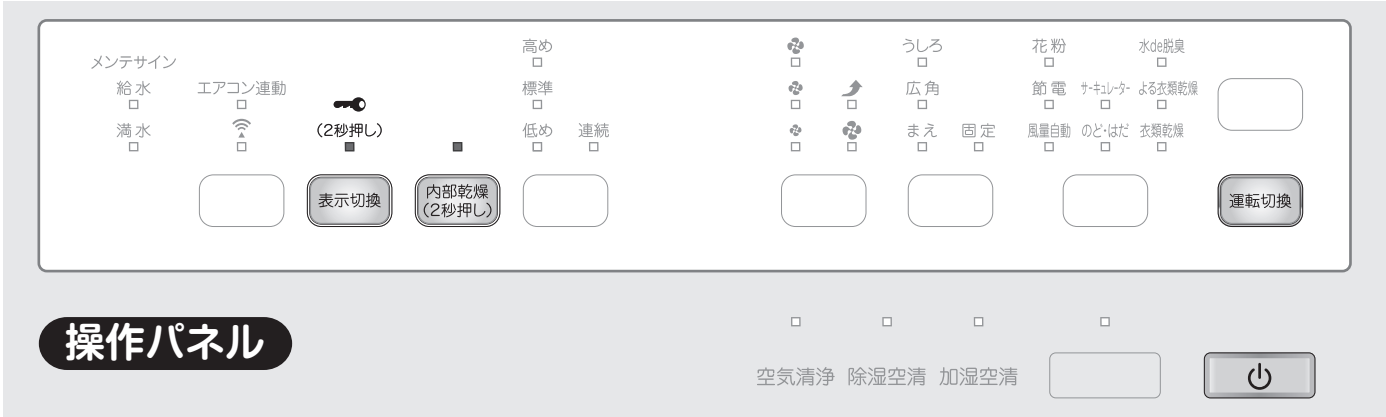 メンテサイン
給水
満水
エアコン連動
(2秒押し)
高め
標準
低め 連続
うしろ
広角
まえ 固定
花粉 水de脱臭
節電 サーキュレーター よる衣類乾燥
風量自動 のど・はだ 衣類乾燥
表示切換
内部乾燥
(2秒押し)
運転切換
操作パネル
空気清浄 除湿空清 加湿空清